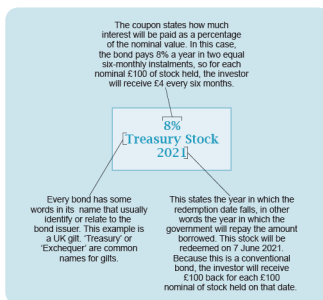 The coupon states how much
interest will be paid as a percentage
of the nominal value. In this case,
the bond pays 8% a year in two equal
six-monthly instalments, so for each
nominal £100 of stock held, the investor
will receive £4 every six months.
8%
Treasury Stock
2021
Every bond has some
words in its name that usually
identify or relate to the
bond issuer. This example is
a UK gilt. 'Treasury' or
'Exchequer' are common
names for gilts.
This states the year in which the
redemption date falls, in other
words the year in which the
government will repay the amount
borrowed. This stock will be
redeemed on 7 June 2021.
Because this is a conventional
bond, the investor will receive
£100 back for each £100
nominal of stock held on that date.